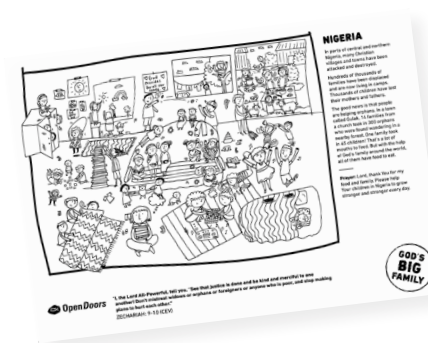 NIGERIA
In parts of central and northern
Nigeria, many Christian
villages and towns have been
attacked and destroyed.
Hundreds of thousands of
families have been displaced
and are now living in camps.
Thousands of children have lost
their mothers and fathers.
The good news is that people
are helping orphans. In a town
called 14 families from
a church took in 300 orphans
who were found wandering in a
nearby forest. One family took
in 63 children! That's a lot of
mouths to feed. But with the help
of God's family around the world,
all of them have food to eat.
Prayer: Lord, thank You for my
food and family. Please help
Your children in Nigeria to grow
stronger and stronger every day.
Open Doors
"I, the Lord All-Powerful, tell you, "See that justice is done and be kind and merciful to one
another! Don't mistreat widows or orphans or foreigners or anyone who is poor, and stop making
plans to hurt each other."
ZECHARIAH: 9-10 (CEV)
GOD'S
BIG
FAMILY